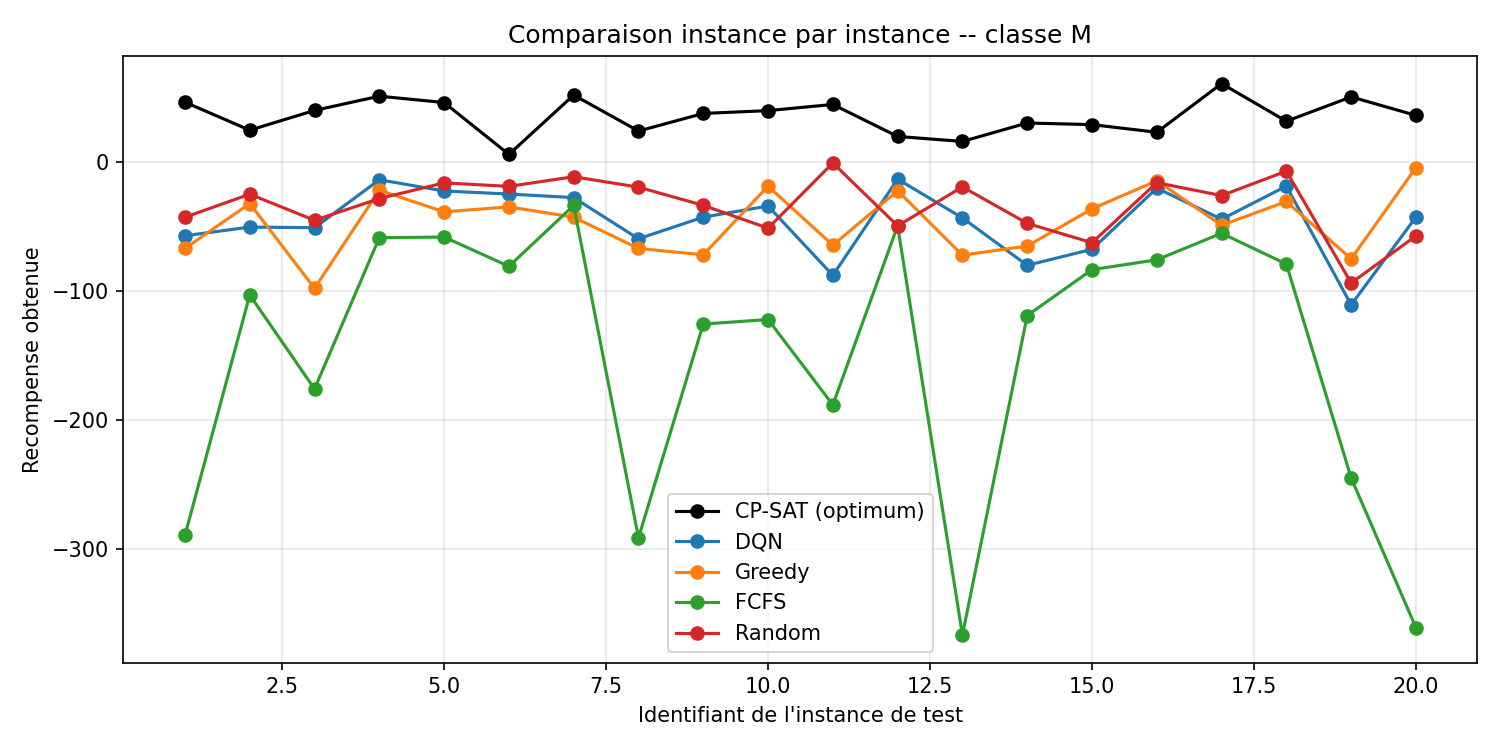 Comparaison instance par instance -- classe M
Recompense obtenue
0
−100
−200
−300
CP-SAT (optimum)
DQN
Greedy
FCFS
Random
2.5 5.0 7.5 10.0 12.5 15.0 17.5 20.0
Identifiant de l'instance de test